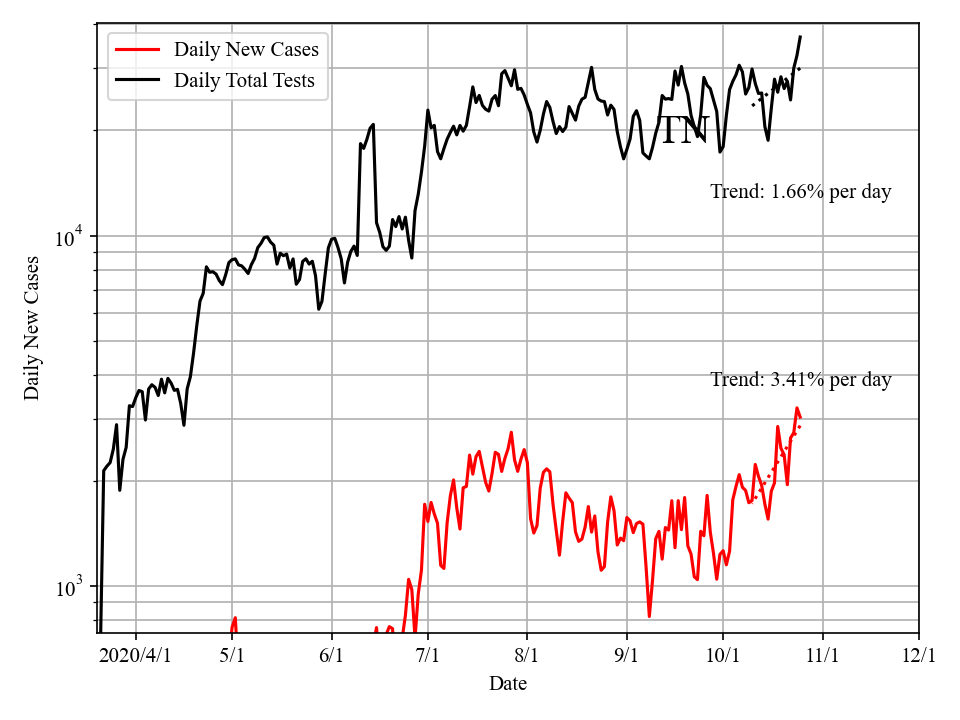 Daily New Cases
Daily Total Tests
TN
Trend: 1.66% per day
10^4
Daily New Cases
Trend: 3.41% per day
10^3
2020/4/1 5/1 6/1 7/1 8/1 9/1 10/1 11/1 12/1
Date